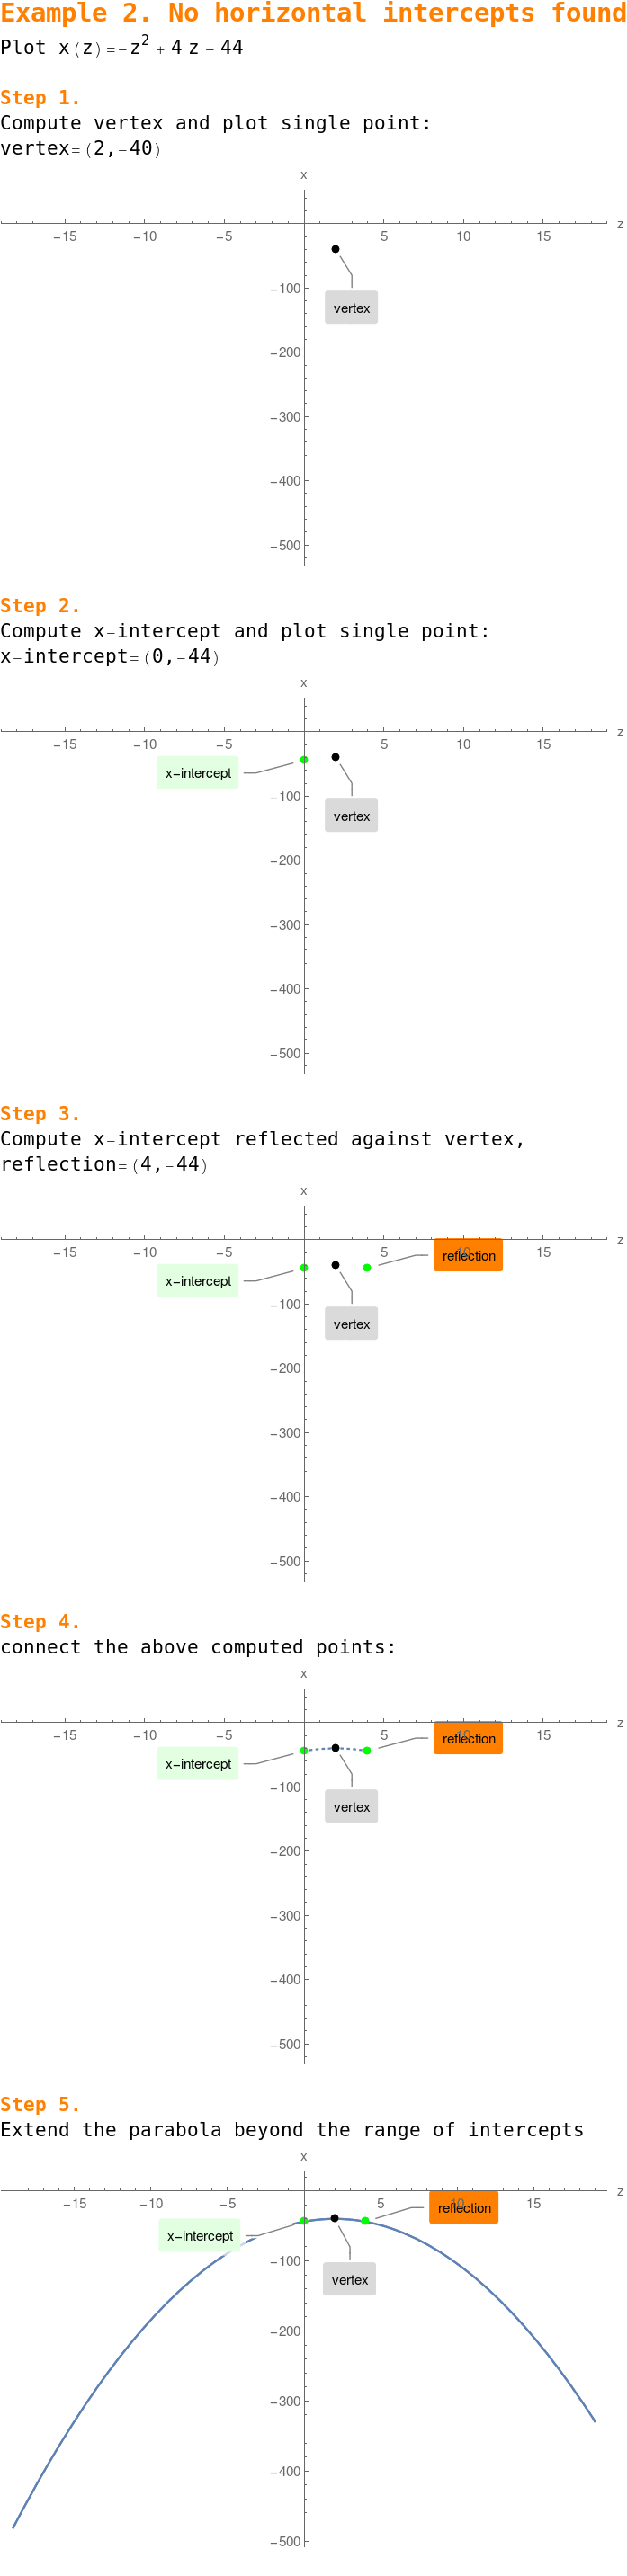 Example 2. No horizontal intercepts found
Plot x(z)=-z² + 4 z - 44
Step 1.
Compute vertex and plot single point:
vertex=(2,-40)
x
z
-15 -10 -5 5 10 15
vertex
-100
-200
-300
-400
-500
Step 2.
Compute x-intercept and plot single point:
x-intercept=(0,-44)
x
z
-15 -10 -5 5 10 15
x-intercept
vertex
-100
-200
-300
-400
-500
Step 3.
Compute x-intercept reflected against vertex,
reflection=(4,-44)
x
z
-15 -10 -5 5 10 15
reflection
x-intercept
vertex
-100
-200
-300
-400
-500
Step 4.
connect the above computed points:
x
z
-15 -10 -5 5 10 15
reflection
x-intercept
vertex
-100
-200
-300
-400
-500
Step 5.
Extend the parabola beyond the range of intercepts
x
z
-15 -10 -5 5 10 15
reflection
x-intercept
vertex
-100
-200
-300
-400
-500